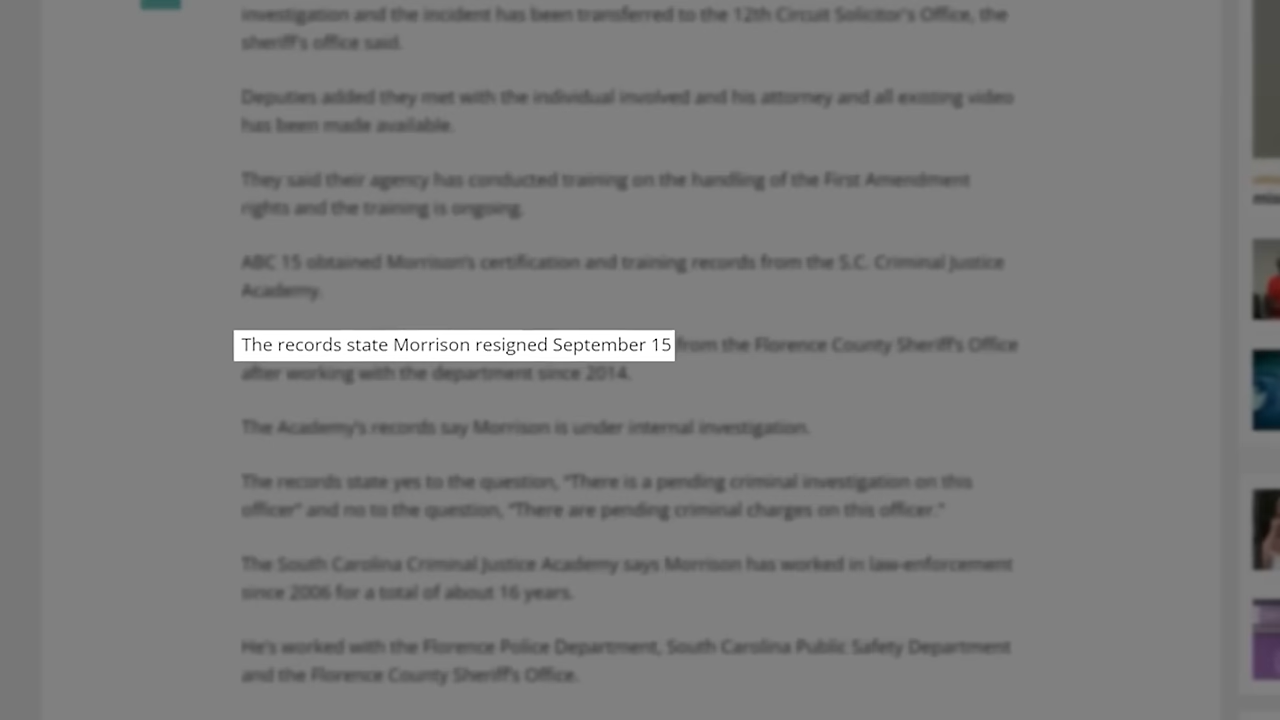 investigation and the incident has been transferred to the 12th Circuit Solicitor's Office, the
sheriff's office said.
Deputies added they met with the individual involved and his attorney and all existing video
has been made available.
They said their agency has conducted training on the handling of the First Amendment
rights and the training is ongoing.
ABC 15 obtained Morrison's certification and training records from the S.C. Criminal Justice
Academy.
The records state Morrison resigned September 15 from the Florence County Sheriff's Office
after working with the department since 2014.
The Academy's records say Morrison is under internal investigation.
The records state yes to the question, "There is a pending criminal investigation on this
officer" and no to the question, "There are pending criminal charges on this officer."
The South Carolina Criminal Justice Academy says Morrison has worked in law-enforcement
since 2006 for a total of about 16 years.
He's worked with the Florence Police Department, South Carolina Public Safety Department
and the Florence County Sheriff's Office.